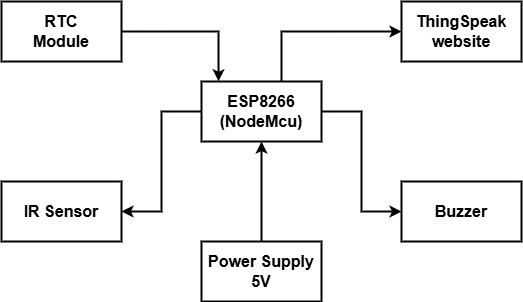 RTC
Module
ThingSpeak
website
ESP8266
(NodeMcu)
IR Sensor
Buzzer
Power Supply
5V